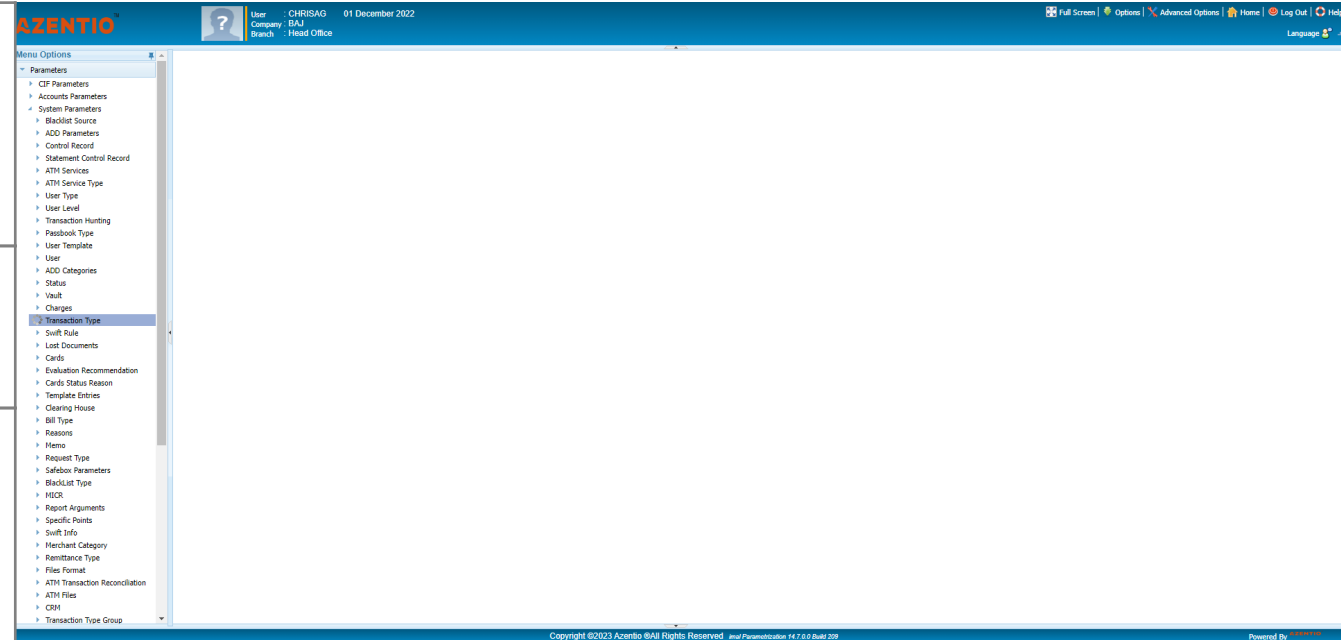 AZENTIO™
User : CHRISAG 01 December 2022
Company : BAJ
Branch : Head Office
Full Screen | Options | Advanced Options | Home | Log Out | Help
Language
Menu Options
Parameters
CIF Parameters
Accounts Parameters
System Parameters
Blacklist Source
ADD Parameters
Control Record
Statement Control Record
ATM Services
ATM Service Type
User Type
User Level
Transaction Hunting
Passbook Type
User Template
User
ADD Categories
Status
Vault
Charges
Transaction Type
Swift Rule
Lost Documents
Cards
Evaluation Recommendation
Cards Status Reason
Template Entries
Clearing House
Bill Type
Reasons
Memo
Request Type
Safebox Parameters
BlackList Type
MICR
Report Arguments
Specific Points
Swift Info
Merchant Category
Remittance Type
Files Format
ATM Transaction Reconciliation
ATM Files
CRM
Transaction Type Group
Copyright ©2023 Azentio ®All Rights Reserved imal Parametrization 14.7.0.0 Build 209
Powered By AZENTIO